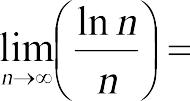 lim_{n→∞} (ln n / n) =